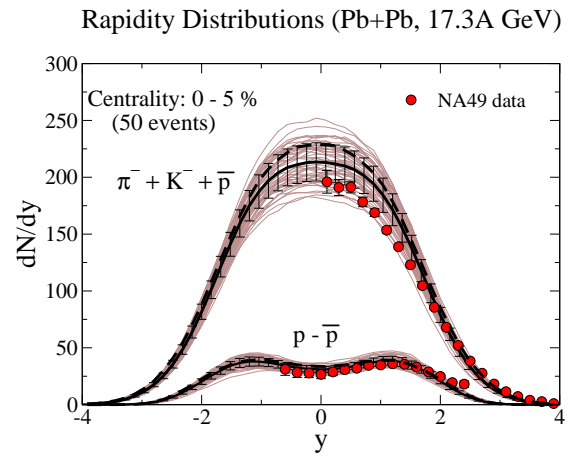 Rapidity Distributions (Pb+Pb, 17.3A GeV)
300
Centrality: 0 - 5 %
(50 events)
NA49 data
250
π⁻ + K⁻ + p̅
200
150
dN/dy
100
p - p̅
50
0
-4 -2 0 2 4
y